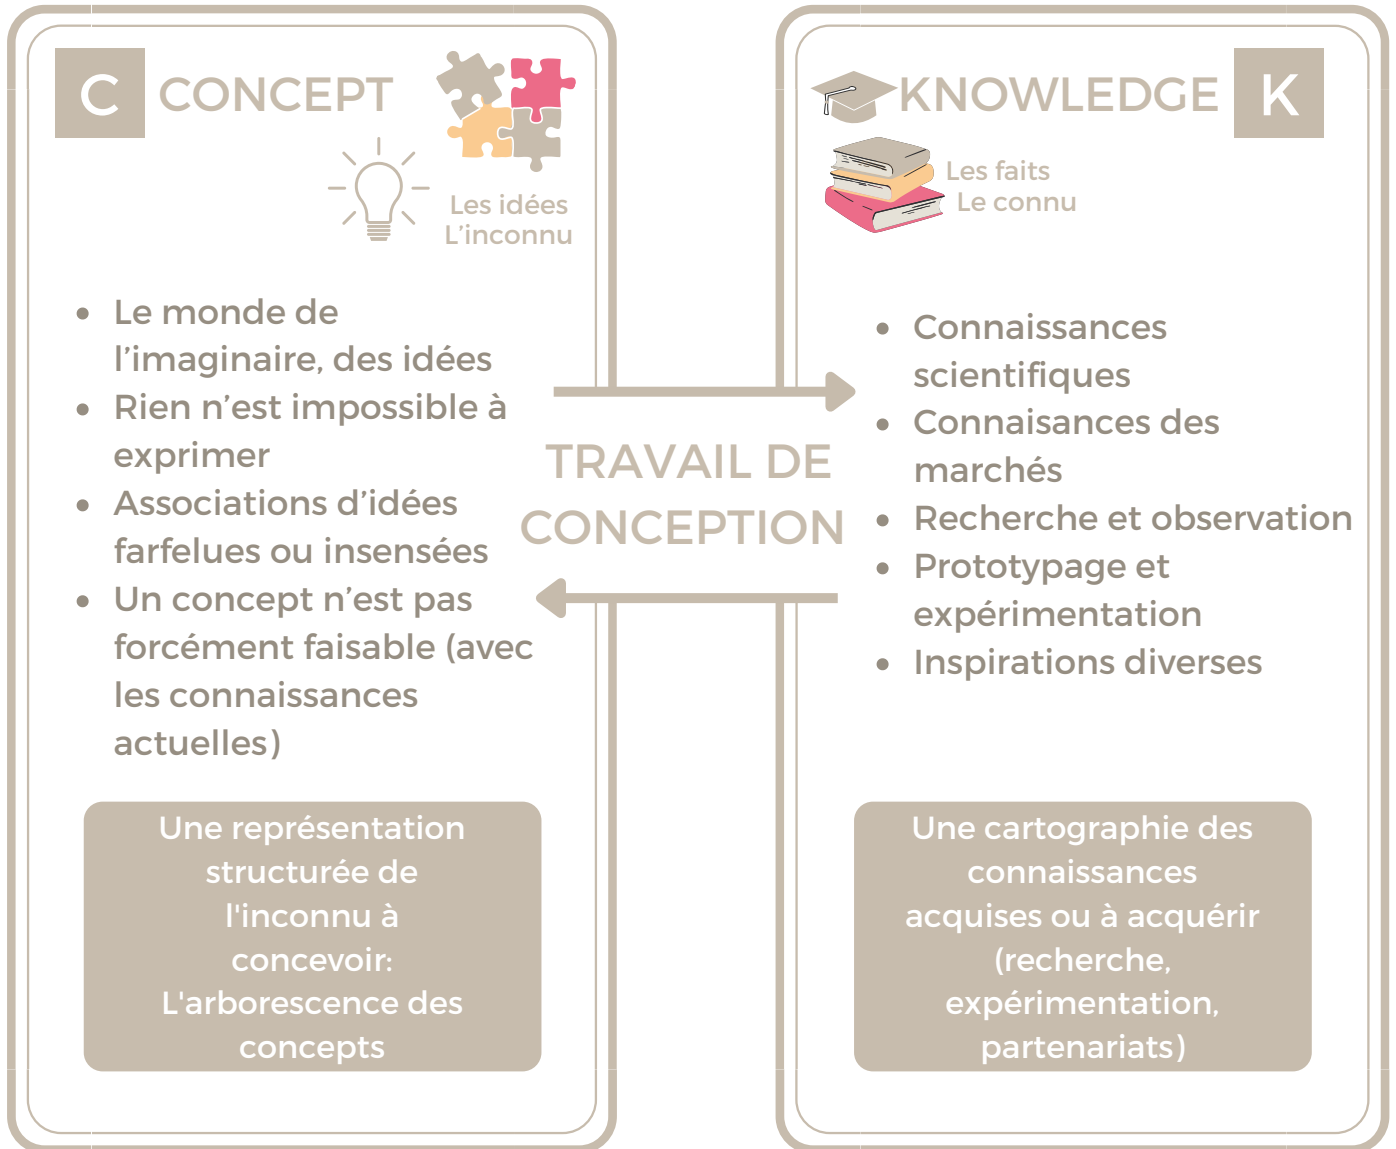 C CONCEPT
Les idées
L’inconnu
Le monde de
l’imaginaire, des idées
Rien n’est impossible à
exprimer
Associations d’idées
farfelues ou insensées
Un concept n’est pas
forcément faisable (avec
les connaissances
actuelles)
Une représentation
structurée de
l'inconnu à
concevoir:
L'arborescence des
concepts
TRAVAIL DE
CONCEPTION
KNOWLEDGE K
Les faits
Le connu
Connaissances
scientifiques
Connaisances des
marchés
Recherche et observation
Prototypage et
expérimentation
Inspirations diverses
Une cartographie des
connaissances
acquises ou à acquérir
(recherche,
expérimentation,
partenariats)